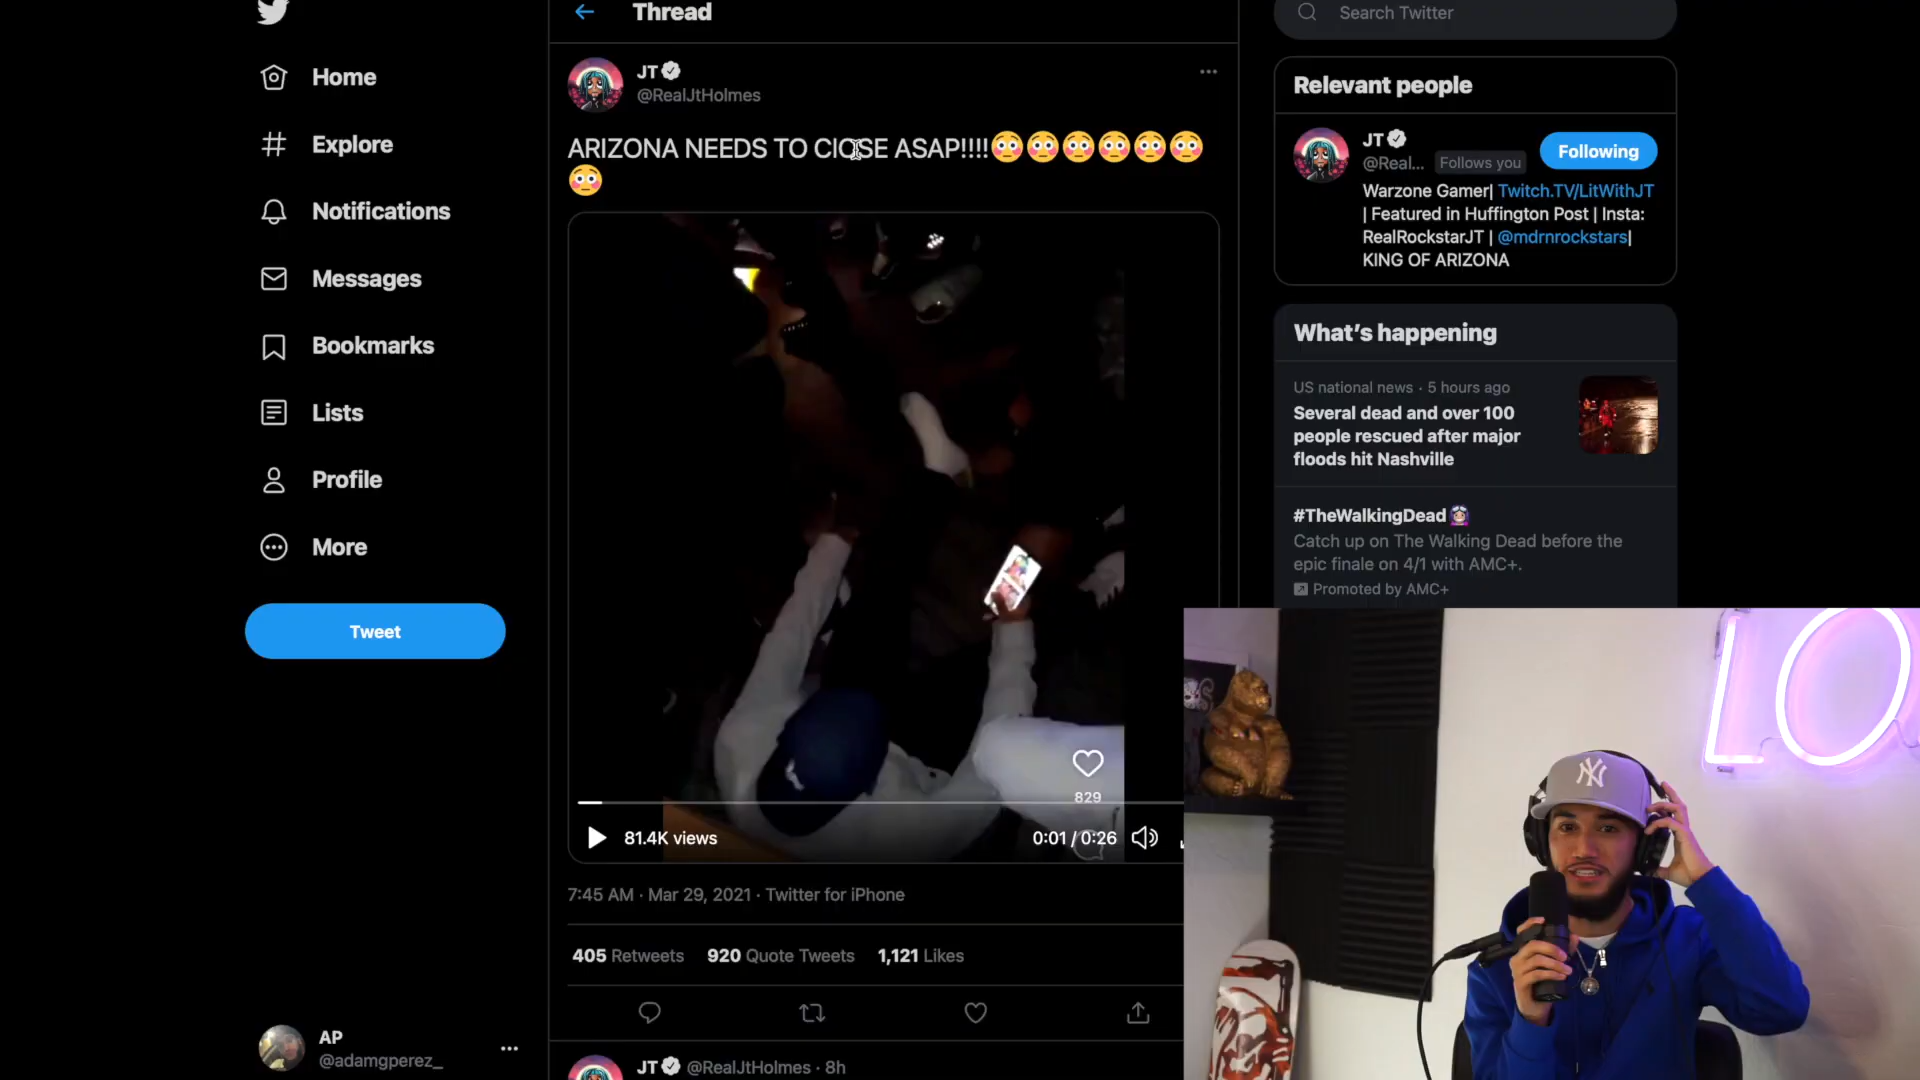 Home
Explore
Notifications
Messages
Bookmarks
Lists
Profile
More
Tweet
AP
@adamgperez_
Thread
JT
@RealJtHolmes
ARIZONA NEEDS TO ClOSE ASAP!!!!😳😳😳😳😳😳
😳
829
81.4K views
0:01 / 0:26
7:45 AM · Mar 29, 2021 · Twitter for iPhone
405 Retweets 920 Quote Tweets 1,121 Likes
JT @RealJtHolmes · 8h
Search Twitter
Relevant people
JT
@Real... Follows you
Following
Warzone Gamer| Twitch.TV/LitWithJT
| Featured in Huffington Post | Insta:
RealRockstarJT | @mdrnrockstars|
KING OF ARIZONA
What's happening
US national news · 5 hours ago
Several dead and over 100
people rescued after major
floods hit Nashville
#TheWalkingDead
Catch up on The Walking Dead before the
epic finale on 4/1 with AMC+.
Promoted by AMC+
LO
NY